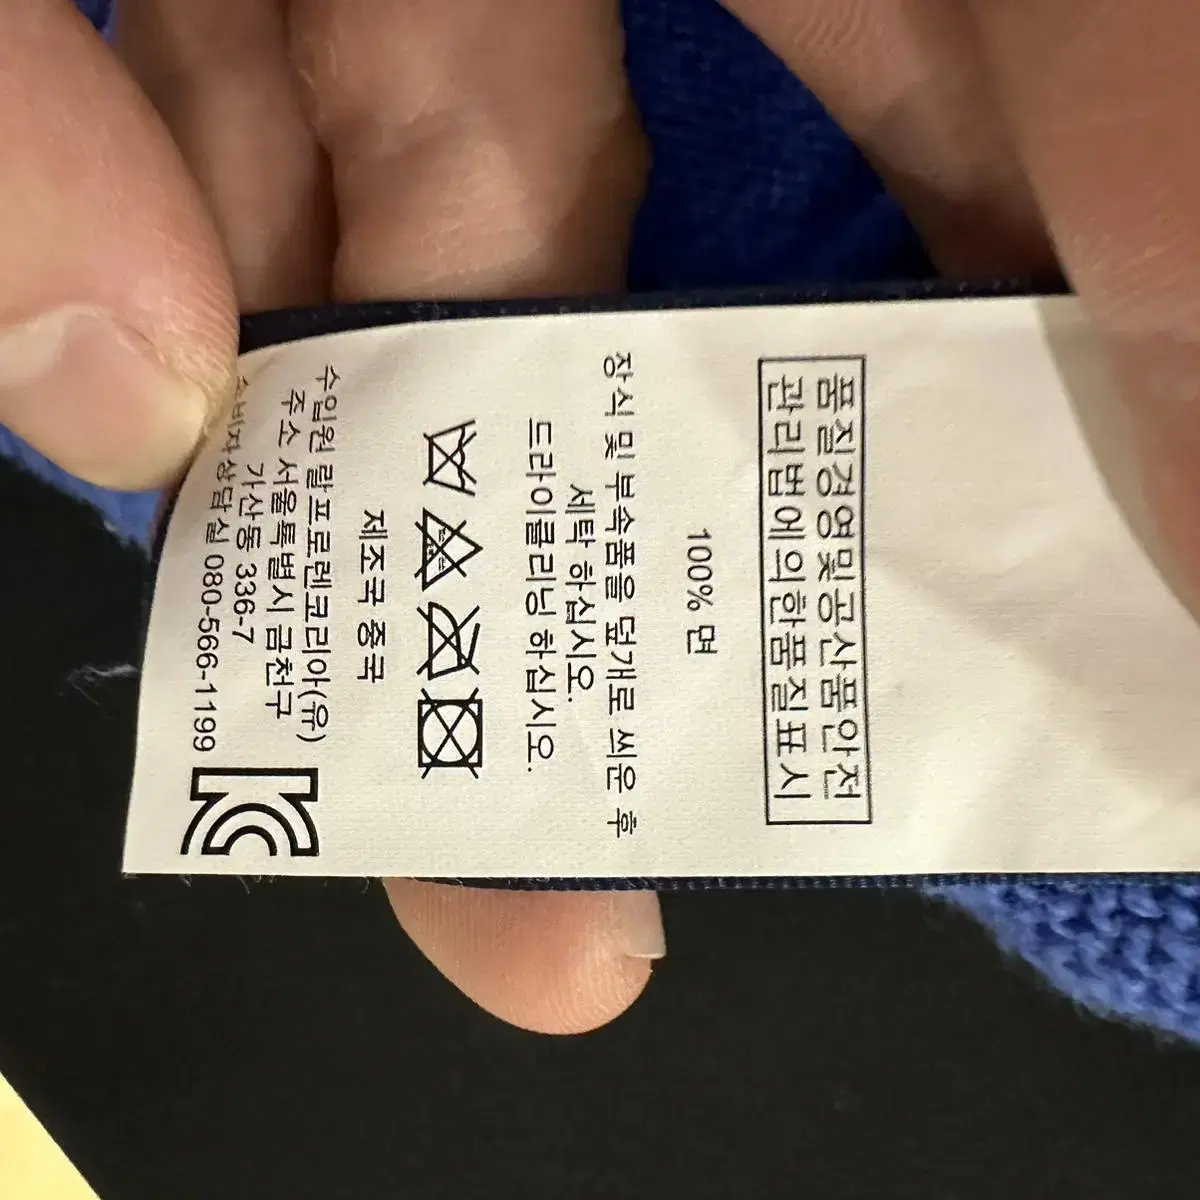 품질경영및공산품안전
관리법에의한품질표시
100% 면
장식 및 부속품을 덮개로 씌운 후
세탁 하십시오.
드라이클리닝 하십시오.
제조국 중국
수입원 랄프로렌코리아(유)
주소 서울특별시 금천구
가산동 336-7
소비자 상담실 080-566-1199